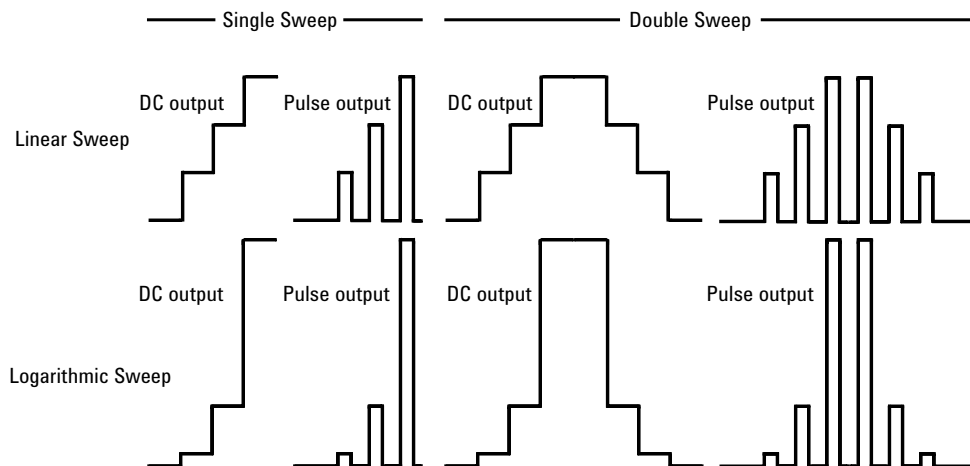 Single Sweep
Double Sweep
DC output
Pulse output
DC output
Pulse output
Linear Sweep
DC output
Pulse output
DC output
Pulse output
Logarithmic Sweep